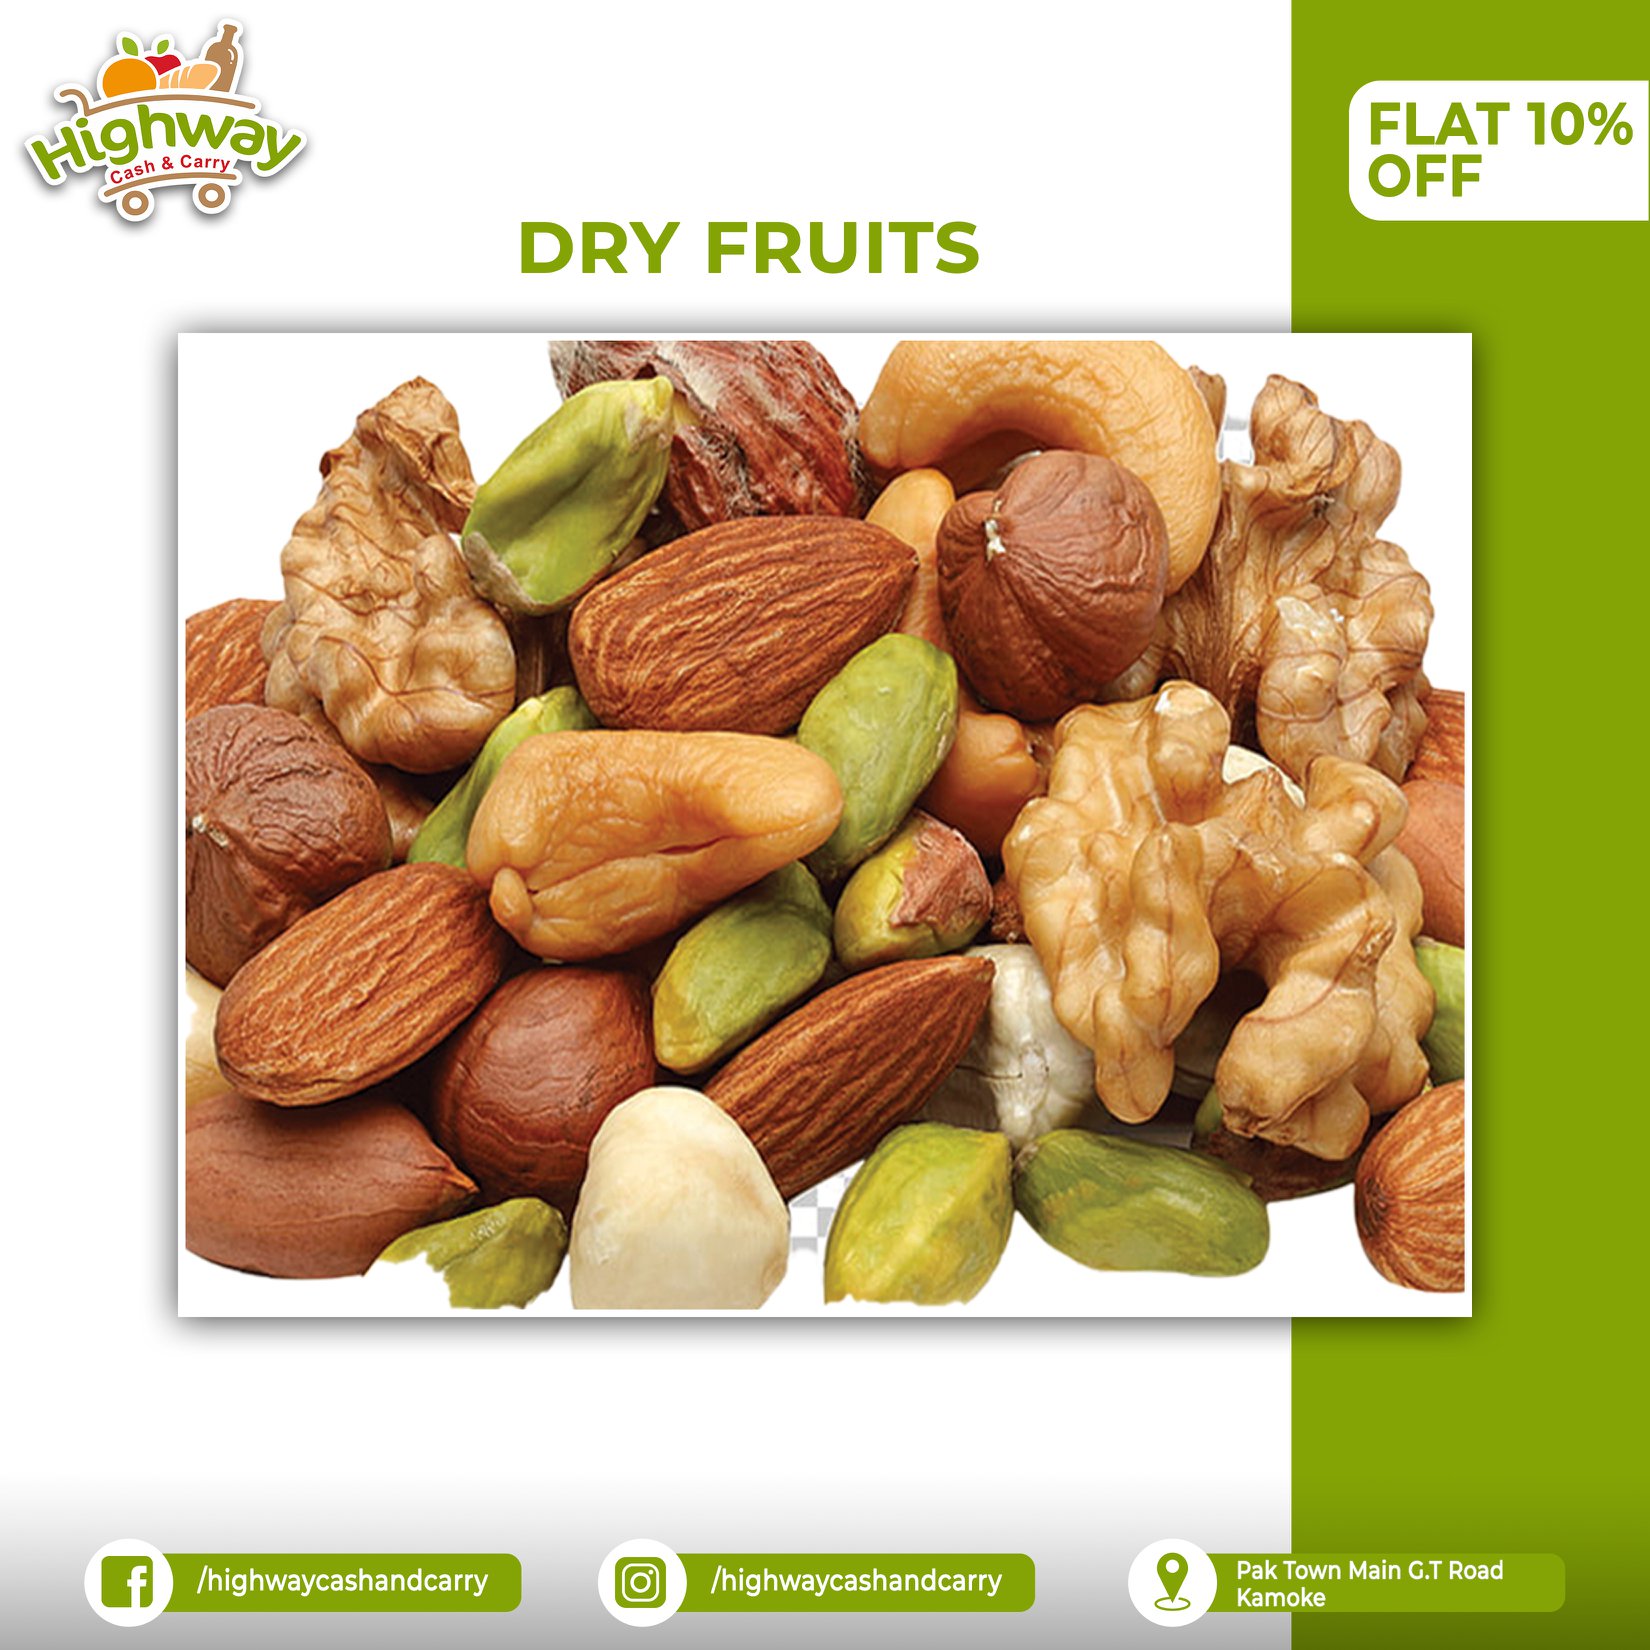 Highway
Cash & Carry
FLAT 10%
OFF
DRY FRUITS
/highwaycashandcarry
/highwaycashandcarry
Pak Town Main G.T Road
Kamoke